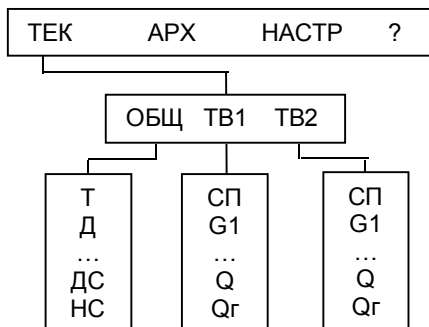 ТЕК АРХ НАСТР ?
ОБЩ ТВ1 ТВ2
Т
Д
…
ДС
НС
СП
G1
…
Q
Qг
СП
G1
…
Q
Qг